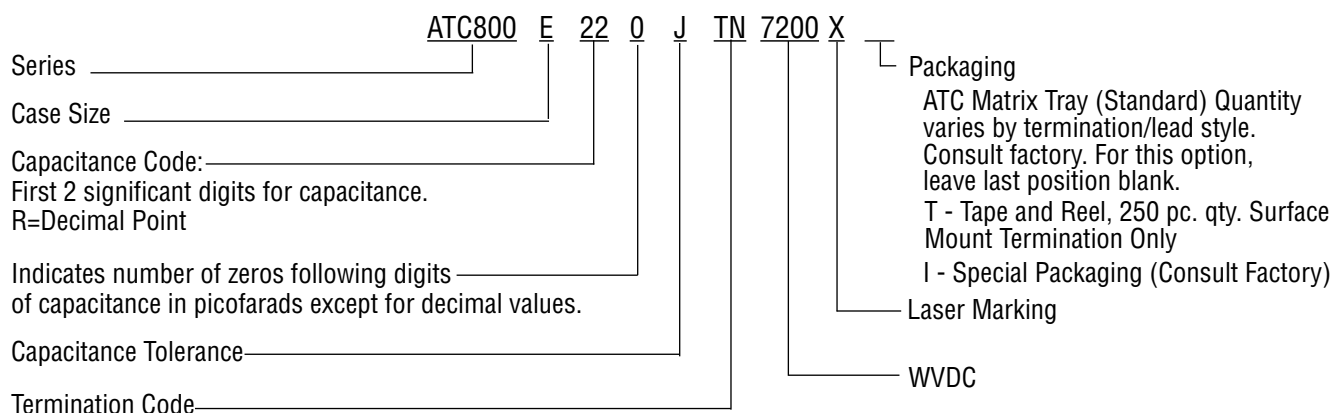 ATC800 E 22 0 J TN 7200 X
Series
Case Size
Capacitance Code:
First 2 significant digits for capacitance.
R=Decimal Point
Indicates number of zeros following digits
of capacitance in picofarads except for decimal values.
Capacitance Tolerance
Termination Code
Packaging
ATC Matrix Tray (Standard) Quantity
varies by termination/lead style.
Consult factory. For this option,
leave last position blank.
T - Tape and Reel, 250 pc. qty. Surface
Mount Termination Only
I - Special Packaging (Consult Factory)
Laser Marking
WVDC